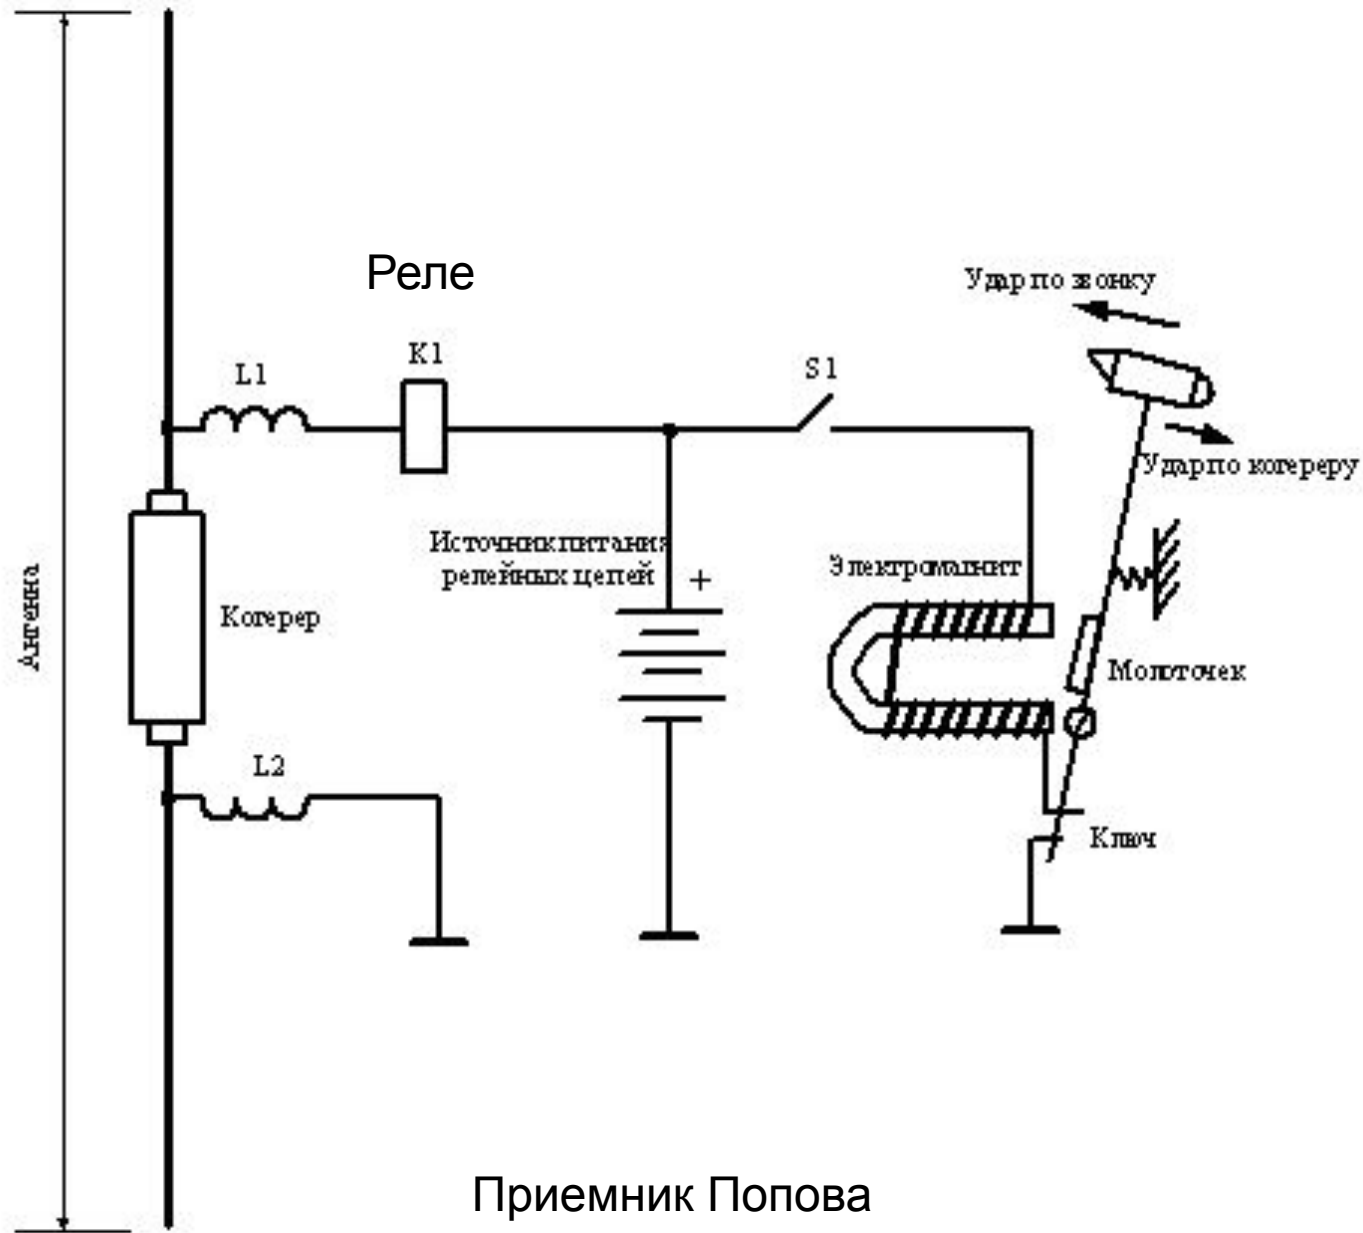 Реле
Удар по звонку
K1
L1
S1
Удар по когереру
Источник питания
релейных цепей
+
Электромагнит
Антенна
Когерер
Молоточек
L2
Ключ
Приемник Попова